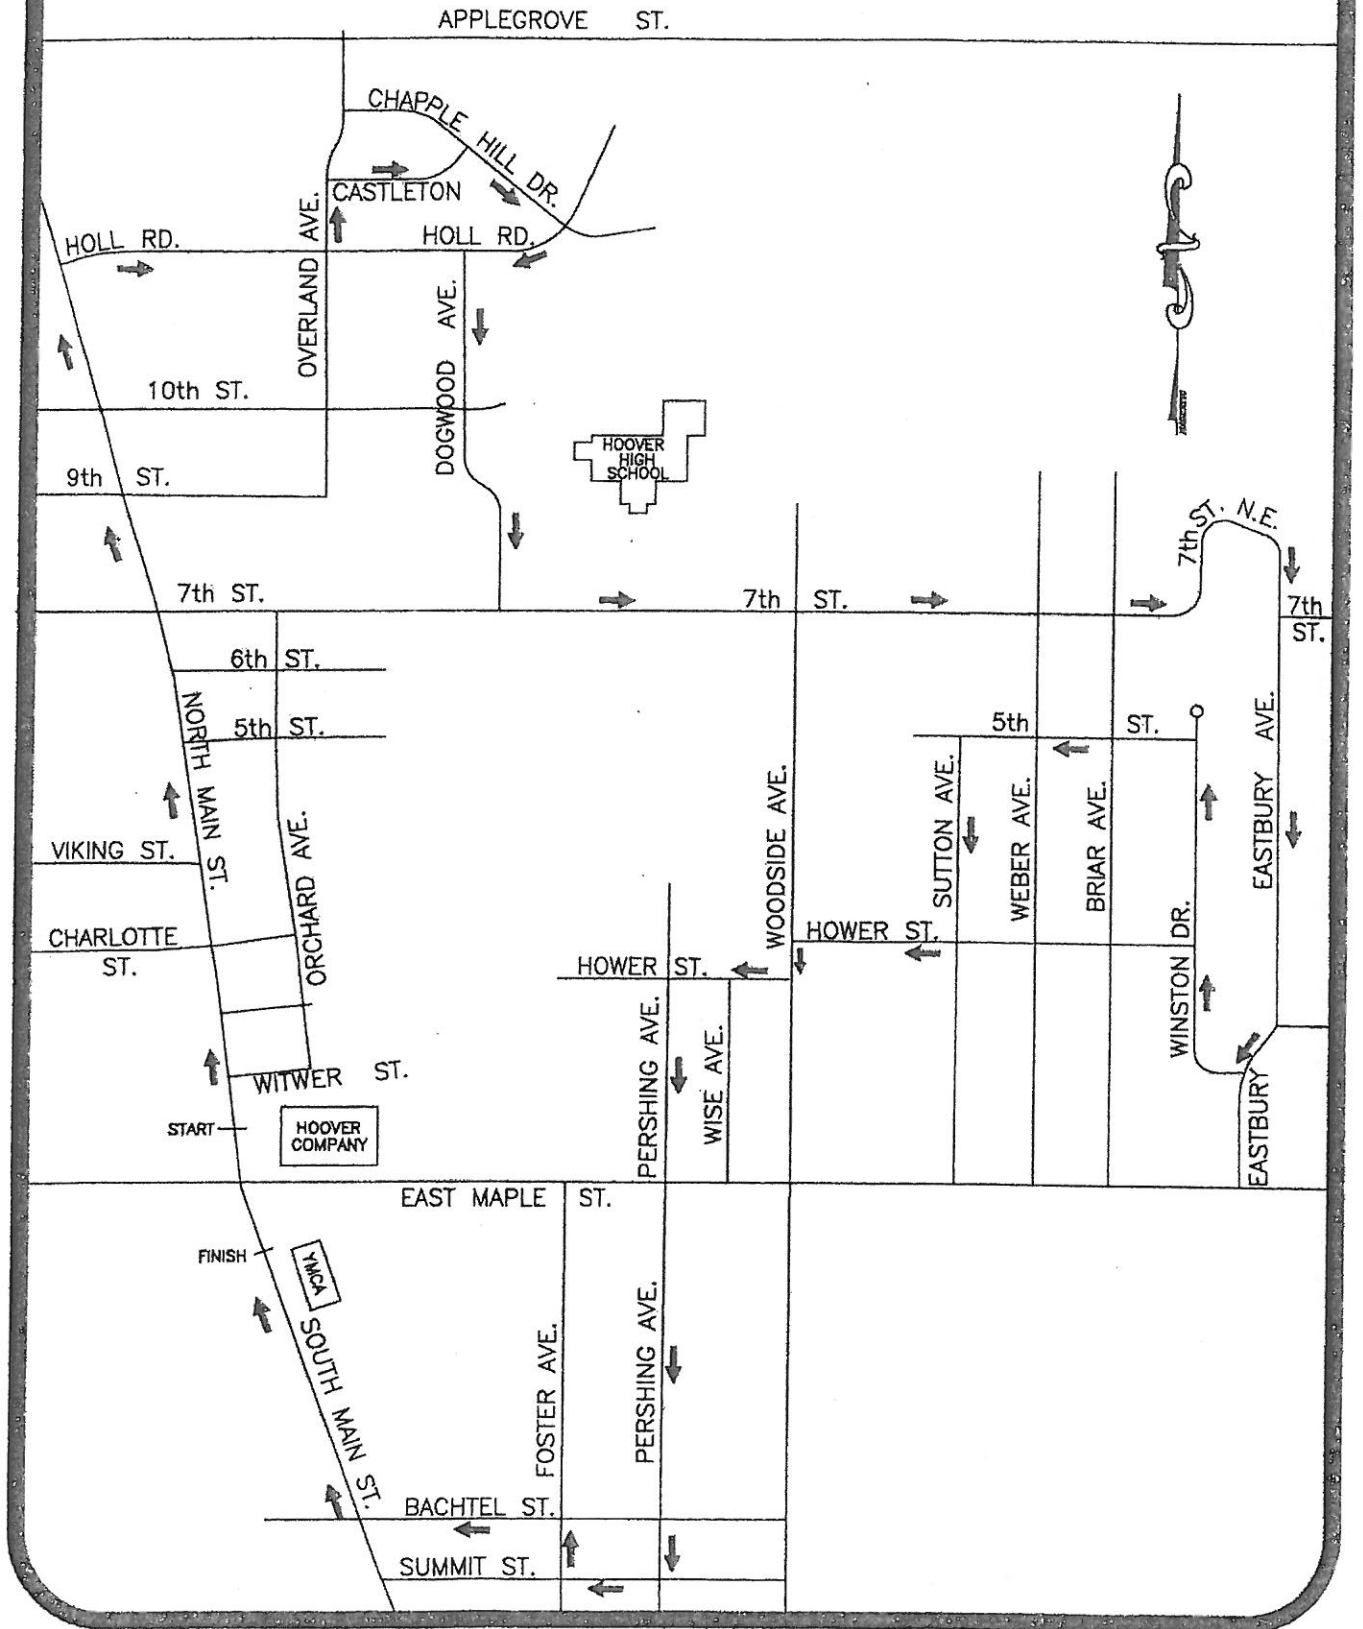 APPLEGROVE ST.
CHAPPLE HILL DR.
CASTLETON
HOLL RD.
HOLL RD.
OVERLAND AVE.
DOGWOOD AVE.
10th ST.
HOOVER
HIGH
SCHOOL
9th ST.
7th ST. N.E.
7th ST.
7th ST.
7th
ST.
6th ST.
5th ST.
5th ST.
NORTH MAIN ST.
ORCHARD AVE.
WOODSIDE AVE.
SUTTON AVE.
WEBER AVE.
BRIAR AVE.
EASTBURY AVE.
VIKING ST.
CHARLOTTE
ST.
HOWER ST.
HOWER ST.
WINSTON DR.
PERSHING AVE.
WISE AVE.
WITWER ST.
START
HOOVER
COMPANY
EASTBURY
EAST MAPLE ST.
FINISH
YMCA
SOUTH MAIN ST.
FOSTER AVE.
PERSHING AVE.
BACHTEL ST.
SUMMIT ST.